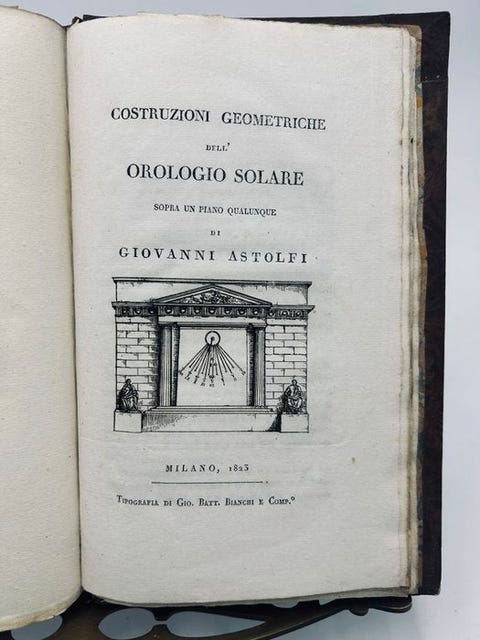 COSTRUZIONI GEOMETRICHE
DELL'
OROLOGIO SOLARE
SOPRA UN PIANO QUALUNQUE
DI
GIOVANNI ASTOLFI
MILANO, 1823
TIPOGRAFIA DI GIO. BATT. BIANCHI E COMP.º